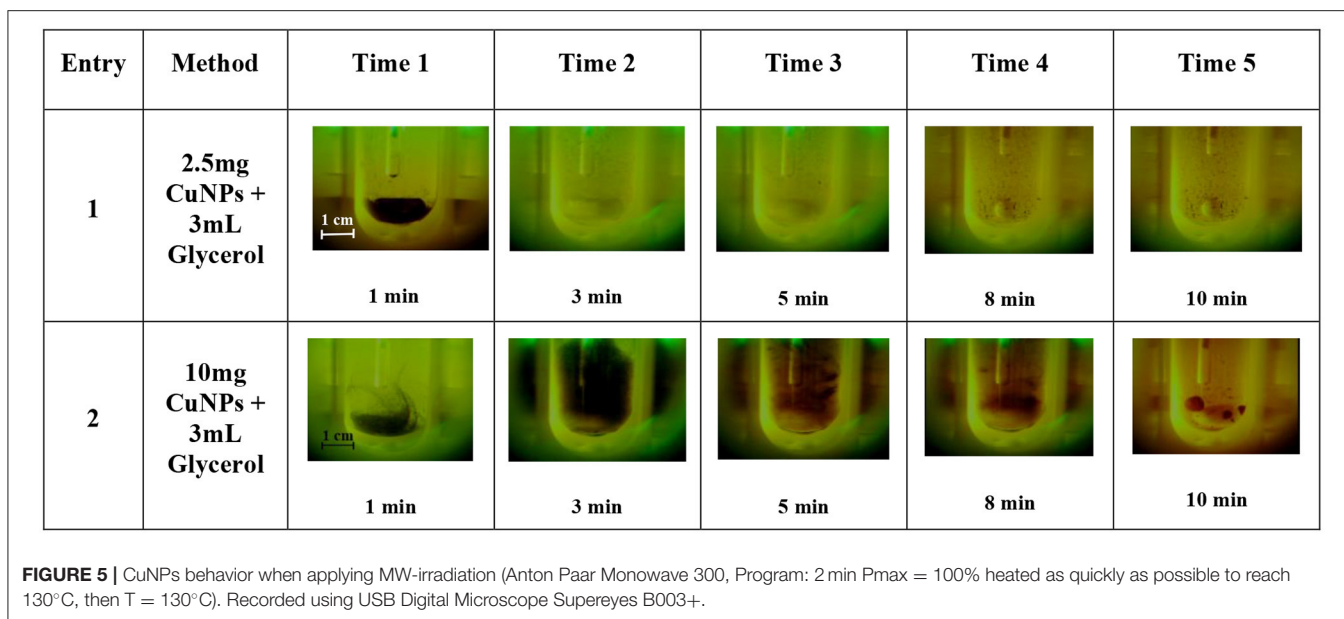 Entry Method Time 1 Time 2 Time 3 Time 4 Time 5
1
2.5mg
CuNPs +
3mL
Glycerol
1 cm
1 min 3 min 5 min 8 min 10 min
2
10mg
CuNPs +
3mL
Glycerol
1 cm
1 min 3 min 5 min 8 min 10 min
FIGURE 5 | CuNPs behavior when applying MW-irradiation (Anton Paar Monowave 300, Program: 2 min Pmax = 100% heated as quickly as possible to reach
130°C, then T = 130°C). Recorded using USB Digital Microscope Supereyes B003+.